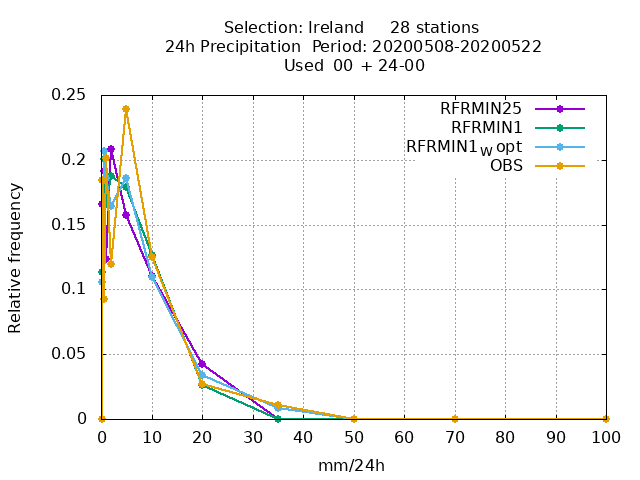 Selection: Ireland 28 stations
24h Precipitation Period: 20200508-20200522
Used 00 + 24-00
RFRMIN25
RFRMIN1
RFRMIN1W opt
OBS
Relative frequency
0.25
0.2
0.15
0.1
0.05
0
0 10 20 30 40 50 60 70 80 90 100
mm/24h